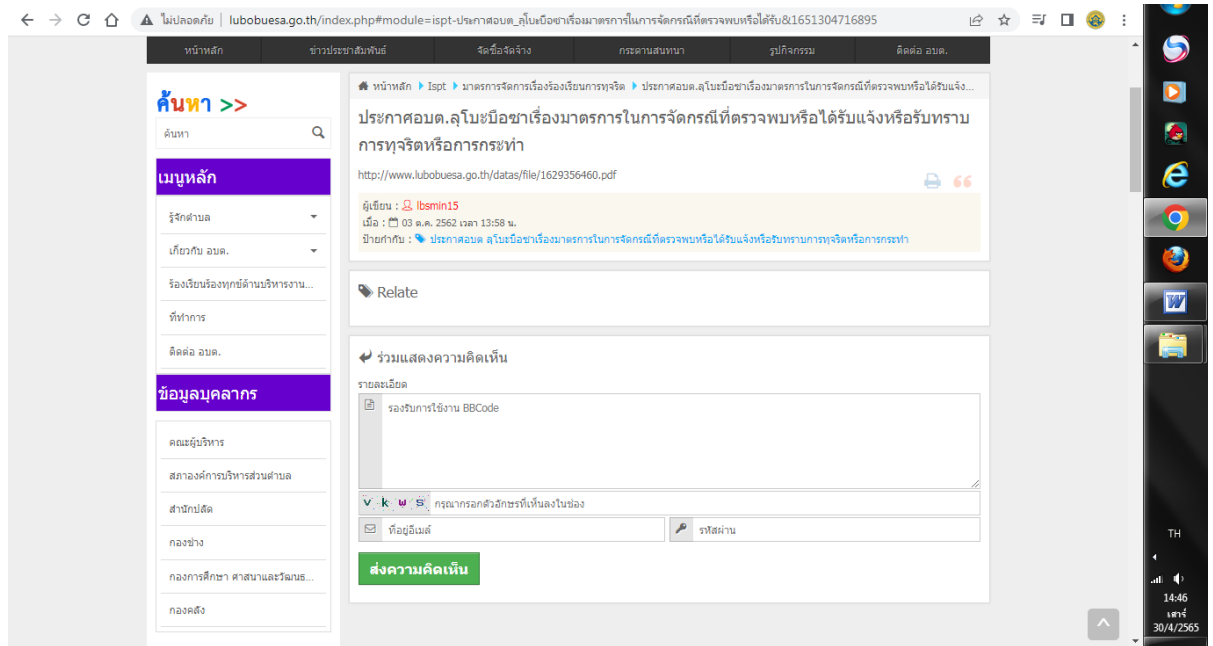 ไม่ปลอดภัย | lubobuesa.go.th/index.php#module=ispt-ประกาศอบต_ลุโบะบือซาเรื่องมาตรการในการจัดกรณีที่ตรวจพบหรือได้รับ&1651304716895
หน้าหลัก ข่าวประชาสัมพันธ์ จัดซื้อจัดจ้าง กระดานสนทนา รูปกิจกรรม ติดต่อ อบต.
หน้าหลัก Ispt มาตรการจัดการเรื่องร้องเรียนการทุจริต ประกาศอบต.ลุโบะบือซาเรื่องมาตรการในการจัดกรณีที่ตรวจพบหรือได้รับแจ้ง...
ค้นหา >>
ค้นหา
ประกาศอบต.ลุโบะบือซาเรื่องมาตรการในการจัดกรณีที่ตรวจพบหรือได้รับแจ้งหรือรับทราบ
การทุจริตหรือการกระทำ
http://www.lubobuesa.go.th/datas/file/1629356460.pdf
ผู้เขียน : lbsmin15
เมื่อ : 03 ต.ค. 2562 เวลา 13:58 น.
ป้ายกำกับ : ประกาศอบต ลุโบะบือซาเรื่องมาตรการในการจัดกรณีที่ตรวจพบหรือได้รับแจ้งหรือรับทราบการทุจริตหรือการกระทำ
เมนูหลัก
รู้จักตำบล
เกี่ยวกับ อบต.
ร้องเรียนร้องทุกข์ด้านบริหารงาน...
ที่ทำการ
ติดต่อ อบต.
Relate
ร่วมแสดงความคิดเห็น
รายละเอียด
รองรับการใช้งาน BBCode
v k w s กรุณากรอกตัวอักษรที่เห็นลงในช่อง
ที่อยู่อีเมล์ รหัสผ่าน
ส่งความคิดเห็น
ข้อมูลบุคลากร
คณะผู้บริหาร
สภาองค์การบริหารส่วนตำบล
สำนักปลัด
กองช่าง
กองการศึกษา ศาสนาและวัฒนธ...
กองคลัง
TH
14:46
เสาร์
30/4/2565